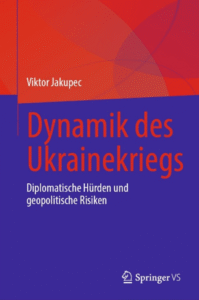 Viktor Jakupec
Dynamik des
Ukrainekriegs
Diplomatische Hürden und
geopolitische Risiken
Springer VS